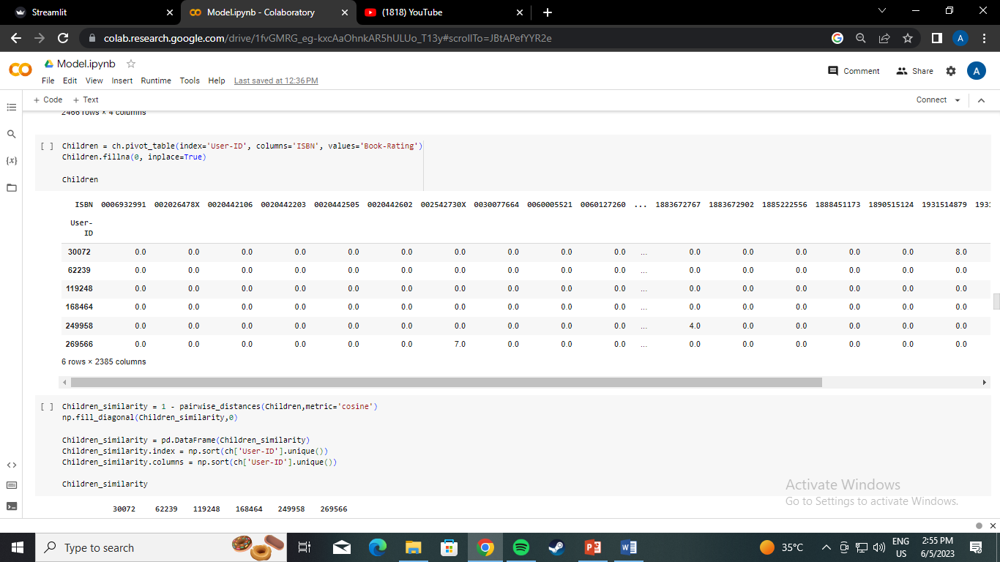 Streamlit
Model.ipynb - Colaboratory
(1818) YouTube
colab.research.google.com/drive/1fvGMRG_eg-kxcAaOhnkAR5hULUo_T13y#scrollTo=JBtAPefYYR2e
A
Model.ipynb
File Edit View Insert Runtime Tools Help Last saved at 12:36 PM
Comment Share A
+ Code + Text Connect
2466 rows × 4 columns
[ ] Children = ch.pivot_table(index='User-ID', columns='ISBN', values='Book-Rating')
Children.fillna(0, inplace=True)
Children
ISBN 0006932991 002026478X 0020442106 0020442203 0020442505 0020442602 002542730X 0030077664 0060005521 0060127260 ... 1883672767 1883672902 1885222556 1888451173 1890515124 1931514879 193
User-
ID
30072 0.0 0.0 0.0 0.0 0.0 0.0 0.0 0.0 0.0 0.0 ... 0.0 0.0 0.0 0.0 0.0 8.0
62239 0.0 0.0 0.0 0.0 0.0 0.0 0.0 0.0 0.0 0.0 ... 0.0 0.0 0.0 0.0 0.0 0.0
119248 0.0 0.0 0.0 0.0 0.0 0.0 0.0 0.0 0.0 0.0 ... 0.0 0.0 0.0 0.0 0.0 0.0
168464 0.0 0.0 0.0 0.0 0.0 0.0 0.0 0.0 0.0 0.0 ... 0.0 0.0 0.0 0.0 0.0 0.0
249958 0.0 0.0 0.0 0.0 0.0 0.0 0.0 0.0 0.0 0.0 ... 4.0 0.0 0.0 0.0 0.0 0.0
269566 0.0 0.0 0.0 0.0 0.0 0.0 7.0 0.0 0.0 0.0 ... 0.0 0.0 0.0 0.0 0.0 0.0
6 rows × 2385 columns
[ ] Children_similarity = 1 - pairwise_distances(Children,metric='cosine')
np.fill_diagonal(Children_similarity,0)
Children_similarity = pd.DataFrame(Children_similarity)
Children_similarity.index = np.sort(ch['User-ID'].unique())
Children_similarity.columns = np.sort(ch['User-ID'].unique())
Children_similarity
30072 62239 119248 168464 249958 269566
Activate Windows
Go to Settings to activate Windows.
Type to search
35°C
ENG
US
2:55 PM
6/5/2023